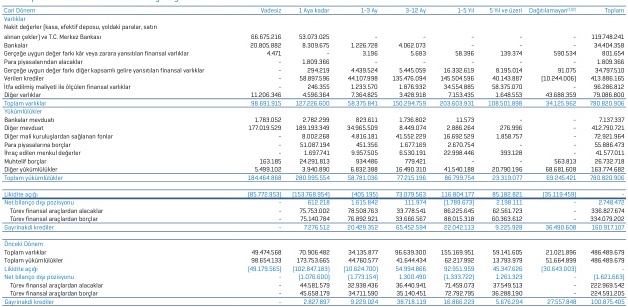 Cari Dönem Vadesiz 1 Aya kadar 1-3 Ay 3-12 Ay 1-5 Yıl 5 Yıl ve üzeri Dağıtılamayan Toplam
Varlıklar
Nakit değerler (kasa, efektif deposu, yoldaki paralar, satın
alınan çekler) ve T.C. Merkez Bankası 66.675.216 53.073.025 - - - - - 119.748.241
Bankalar 20.805.882 8.309.675 1.226.728 4.062.073 - - - 34.404.358
Gerçeğe uygun değer farkı kâr veya zarara yansıtılan finansal varlıklar 4.471 - 3.196 5.683 58.396 139.374 590.534 801.654
Para piyasalarından alacaklar - 1.809.366 - - - - - 1.809.366
Gerçeğe uygun değer farkı diğer kapsamlı gelire yansıtılan finansal varlıklar - 294.219 4.439.524 5.445.059 16.332.619 8.195.014 91.075 34.797.510
Verilen krediler - 58.897.596 44.107.998 135.476.094 145.504.596 40.143.887 (10.244.006) 413.886.165
İtfa edilmiş maliyeti ile ölçülen finansal varlıklar - 246.355 1.233.570 1.876.932 34.554.885 58.375.070 - 96.286.812
Diğer varlıklar 11.206.346 4.596.364 7.364.825 3.428.918 7.153.435 1.648.553 43.688.359 79.086.800
Toplam varlıklar 98.691.915 127.226.600 58.375.841 150.294.759 203.603.931 108.501.898 34.125.962 780.820.906
Yükümlülükler
Bankalar mevduatı 1.783.052 2.782.299 823.611 1.736.802 11.573 - - 7.137.337
Diğer mevduat 177.019.529 189.193.349 34.965.509 8.449.074 2.886.264 276.996 - 412.790.721
Diğer mali kuruluşlardan sağlanan fonlar - 8.002.268 4.816.181 41.552.229 16.692.529 1.858.757 - 72.921.964
Para piyasalarına borçlar - 51.087.194 451.356 1.677.169 2.670.754 - - 55.886.473
İhraç edilen menkul değerler - 1.697.741 9.957.505 6.530.191 22.998.446 393.128 - 41.577.011
Muhtelif borçlar 163.185 24.291.813 934.486 779.421 - - 563.813 26.732.718
Diğer yükümlülükler 5.499.102 3.940.890 6.832.388 16.490.310 41.540.188 20.790.196 68.681.608 163.774.682
Toplam yükümlülükler 184.464.868 280.995.554 58.781.036 77.215.196 86.799.754 23.319.077 69.245.421 780.820.906
Likidite açığı (85.772.953) (153.768.954) (405.195) 73.079.563 116.804.177 85.182.821 (35.119.459) -
Net bilanço dışı pozisyonu - 612.218 1.615.842 111.974 (1.789.673) 2.198.111 - 2.748.472
Türev finansal araçlardan alacaklar - 75.753.002 78.508.763 33.778.541 86.225.645 62.561.723 - 336.827.674
Türev finansal araçlardan borçlar - 75.140.784 76.892.921 33.666.567 88.015.318 60.363.612 - 334.079.202
Gayrinakdi krediler - 7.276.512 20.429.352 65.452.594 22.042.113 9.225.928 36.490.608 160.917.107
Önceki Dönem
Toplam varlıklar 49.474.568 70.906.482 34.135.877 96.639.300 155.169.951 59.141.605 21.021.896 486.489.679
Toplam yükümlülükler 98.654.133 173.753.665 44.760.577 41.644.434 62.217.992 13.793.979 51.664.899 486.489.679
Likidite açığı (49.179.565) (102.847.183) (10.624.700) 54.994.866 92.951.959 45.347.626 (30.643.003) -
Net bilanço dışı pozisyonu - (1.076.600) (1.773.154) 1.300.490 (1.333.722) 1.261.323 - (1.621.663)
Türev finansal araçlardan alacaklar - 44.581.579 32.938.436 36.440.941 71.459.073 37.549.513 - 222.969.542
Türev finansal araçlardan borçlar - 45.658.179 34.711.590 35.140.451 72.792.795 36.288.190 - 224.591.205
Gayrinakdi krediler - 2.827.807 9.229.024 38.718.119 16.866.223 5.676.294 27.557.848 100.875.401